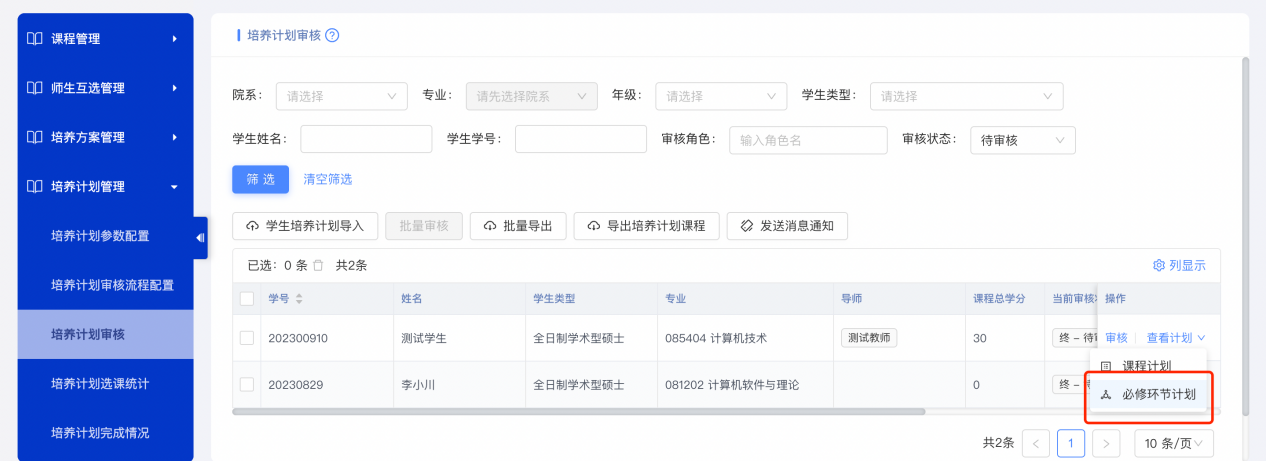 课程管理
师生互选管理
培养方案管理
培养计划管理
培养计划参数配置
培养计划审核流程配置
培养计划审核
培养计划选课统计
培养计划完成情况
培养计划审核
院系： 请选择 专业： 请先选择院系 年级： 请选择 学生类型： 请选择
学生姓名： 学生学号： 审核角色： 输入角色名 审核状态： 待审核
筛 选 清空筛选
学生培养计划导入 批量审核 批量导出 导出培养计划课程 发送消息通知
已选：0 条 共2条 列显示
学号 姓名 学生类型 专业 导师 课程总学分 当前审核 操作
202300910 测试学生 全日制学术型硕士 085404 计算机技术 测试教师 30 终 – 待 审核 查看计划
课程计划
20230829 李小川 全日制学术型硕士 081202 计算机软件与理论 0 终 –
必修环节计划
共2条 < 1 > 10 条/页